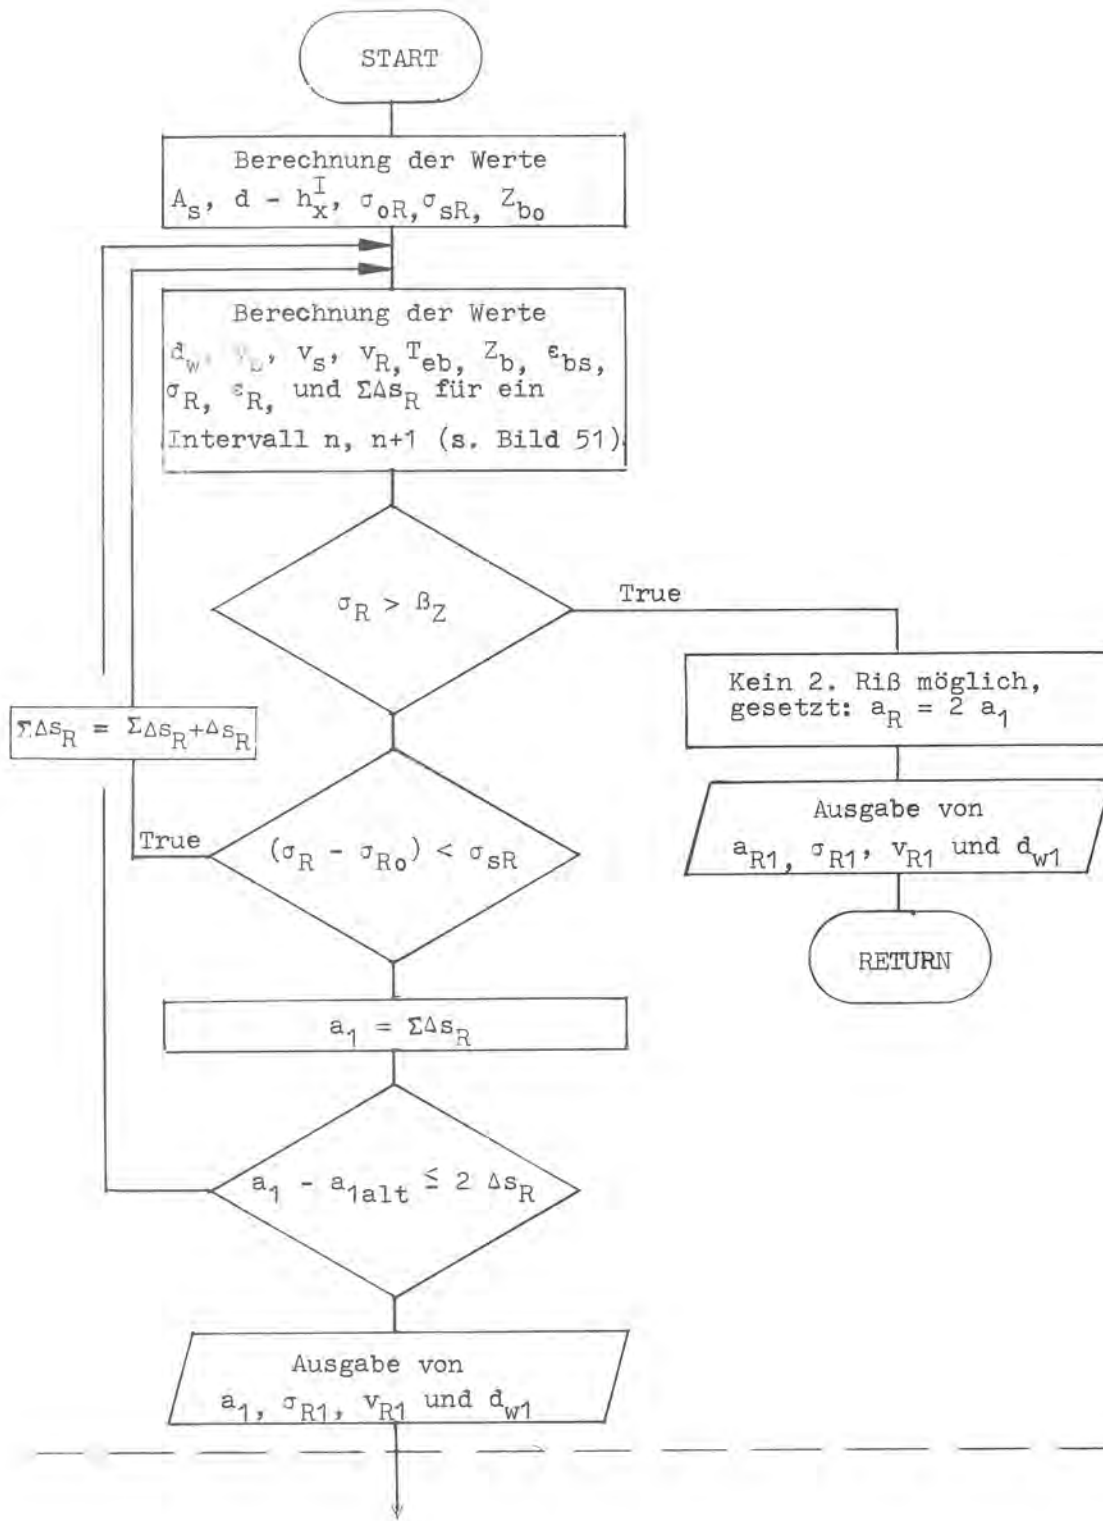 START
Berechnung der Werte
A_s, d - h_x^I, σ_oR, σ_sR, Z_bo
Berechnung der Werte
d_w, v_s, v_R, T_eb, Z_b, ε_bs,
σ_R, ε_R, und ΣΔs_R für ein
Intervall n, n+1 (s. Bild 51).
σ_R > β_Z
True
Kein 2. Riß möglich,
gesetzt: a_R = 2 a_1
ΣΔs_R = ΣΔs_R+Δs_R
Ausgabe von
a_R1, σ_R1, v_R1 und d_w1
True
(σ_R - σ_Ro) < σ_sR
RETURN
a_1 = ΣΔs_R
a_1 - a_1alt ≦ 2 Δs_R
Ausgabe von
a_1, σ_R1, v_R1 und d_w1